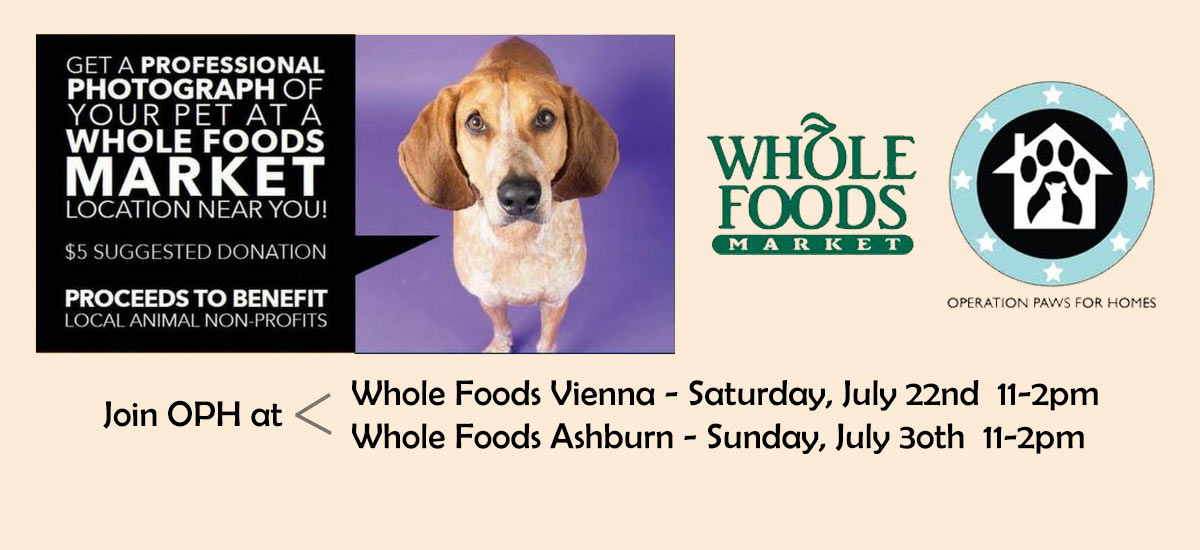 GET A PROFESSIONAL
PHOTOGRAPH OF
YOUR PET AT A
WHOLE FOODS
MARKET
LOCATION NEAR YOU!
$5 SUGGESTED DONATION
PROCEEDS TO BENEFIT
LOCAL ANIMAL NON-PROFITS
WHOLE
FOODS
MARKET
OPERATION PAWS FOR HOMES
Join OPH at
Whole Foods Vienna - Saturday, July 22nd 11-2pm
Whole Foods Ashburn - Sunday, July 30th 11-2pm